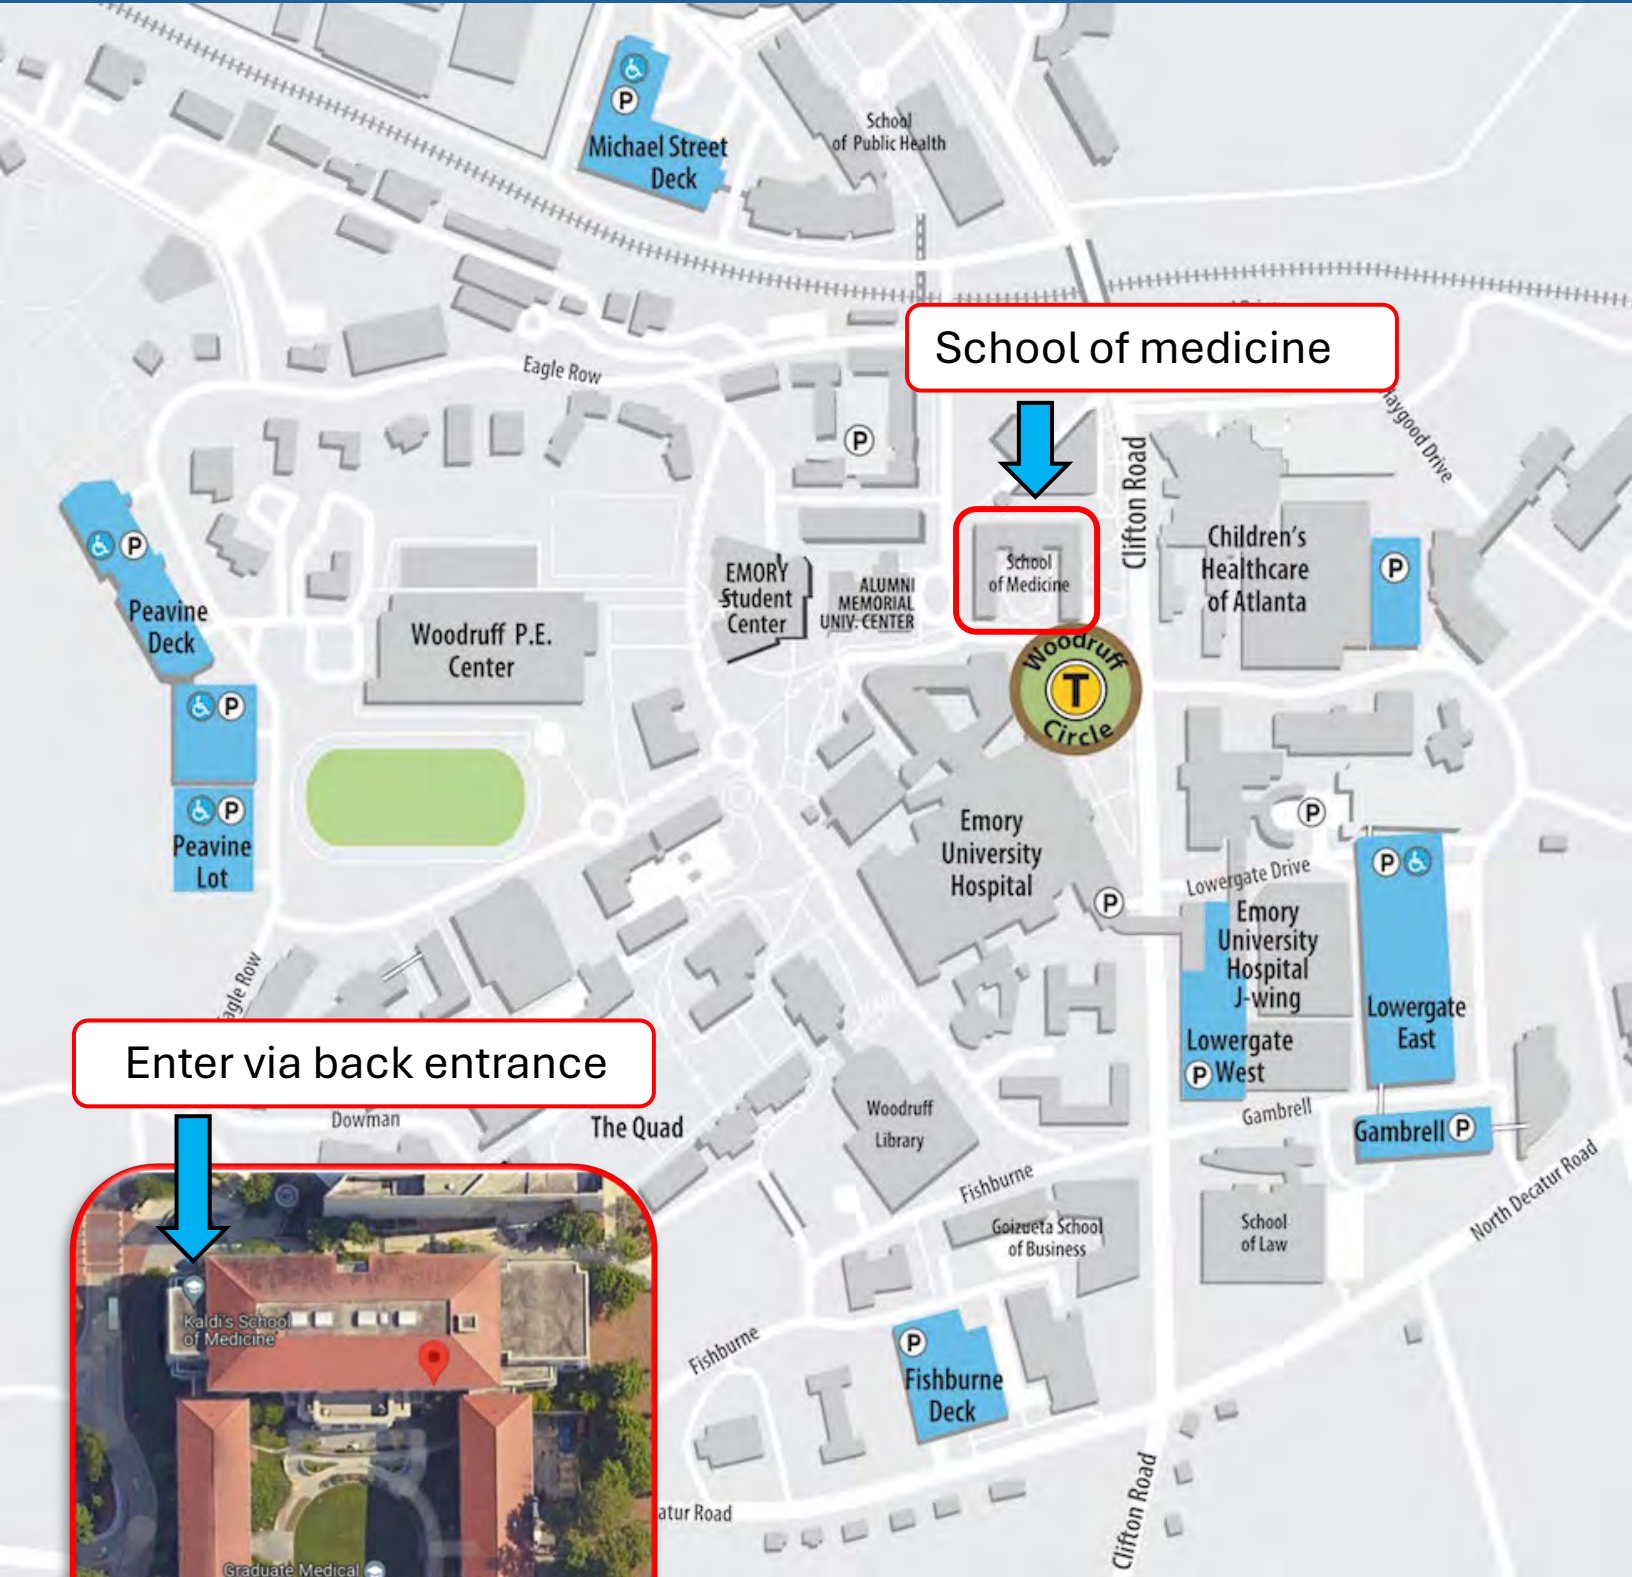 P
Michael Street
Deck
School
of Public Health
School of medicine
Eagle Row
Haygood Drive
P
Clifton Road
School
of Medicine
Children's
Healthcare
of Atlanta
P
P
Peavine
Deck
EMORY
Student
Center
ALUMNI
MEMORIAL
UNIV. CENTER
Woodruff P.E.
Center
Woodruff
T
Circle
P
P
Peavine
Lot
P
Emory
University
Hospital
P
Lowergate Drive
P
Emory
University
Hospital
J-wing
Lowergate
East
Lowergate
P West
Eagle Row
Enter via back entrance
Dowman
The Quad
Woodruff
Library
Gambrell
Gambrell P
Fishburne
North Decatur Road
Goizueta School
of Business
School
of Law
Kaldi's School
of Medicine
Fishburne
P
Fishburne
Deck
atur Road
Clifton Road
Graduate Medical